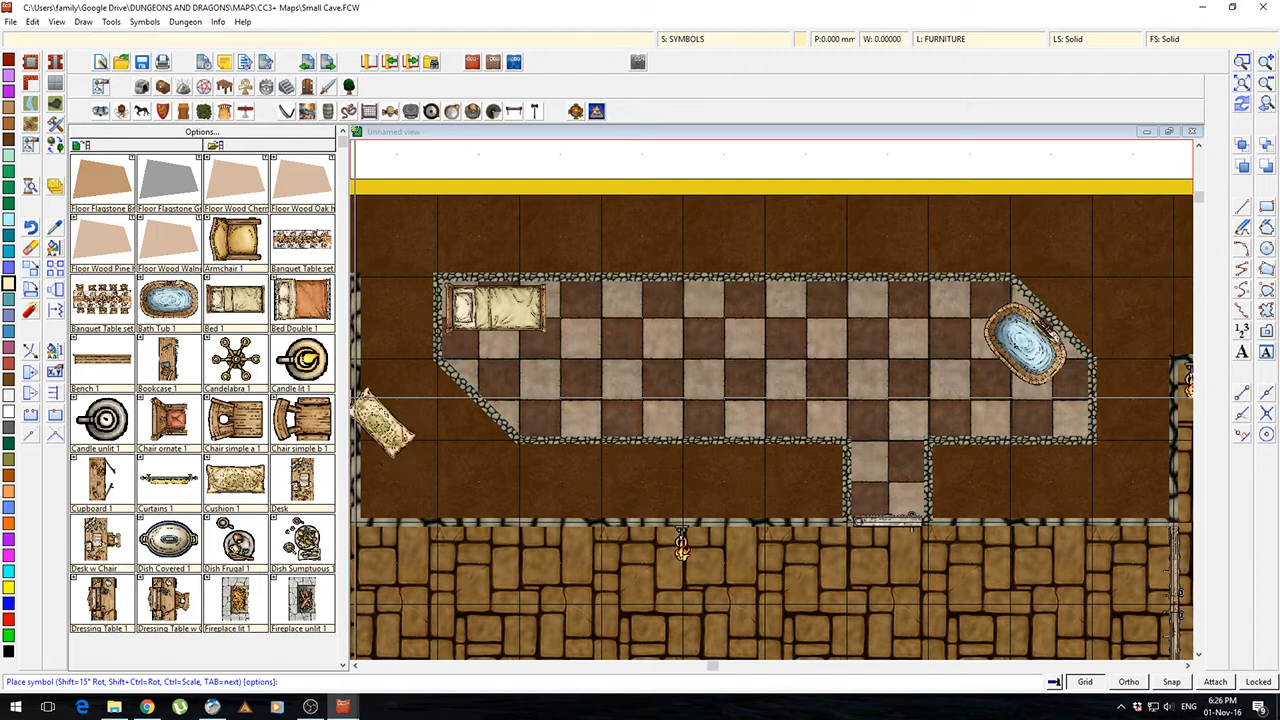 C:\Users\family\Google Drive\DUNGEONS AND DRAGONS\MAPS\CC3+ Maps\Small Cave.FCW
File Edit View Draw Tools Symbols Dungeon Info Help
S: SYMBOLS P:0.000 mm W: 0.00000 L: FURNITURE LS: Solid FS: Solid
Options...
Unnamed view
Floor Flagstone Floor Flagstone Floor Wood Cherr Floor Wood Oak h
Floor Wood Pine Floor Wood Waln Armchair 1 Banquet Table set
Banquet Table set Bath Tub 1 Bed 1 Bed Double 1
Bench 1 Bookcase 1 Candelabra 1 Candle lit 1
Candle unlit 1 Chair ornate 1 Chair simple a 1 Chair simple b 1
Cupboard 1 Curtains 1 Cushion 1 Desk
Desk w Chair Dish Covered 1 Dish Frugal 1 Dish Sumptuous 1
Dressing Table 1 Dressing Table w Fireplace lit 1 Fireplace unlit 1
1 2 3
A A
Place symbol (Shift=15° Rot, Shift+Ctrl=Rot, Ctrl=Scale, TAB=next) [options]:
Grid Ortho Snap Attach Locked
ENG 6:26 PM
01-Nov-16